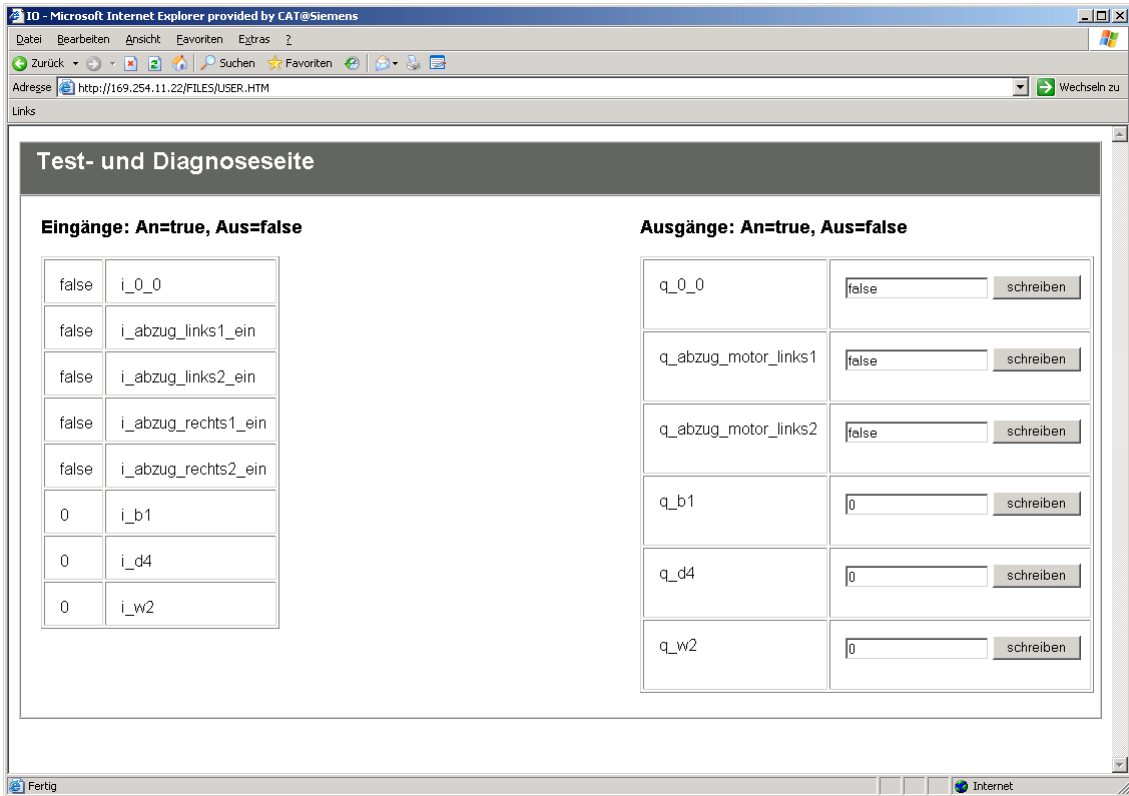 IO - Microsoft Internet Explorer provided by CAT@Siemens
Datei Bearbeiten Ansicht Favoriten Extras ?
Zurück Suchen Favoriten
Adresse http://169.254.11.22/FILES/USER.HTM Wechseln zu
Links
Test- und Diagnoseseite
Eingänge: An=true, Aus=false
false i_0_0
false i_abzug_links1_ein
false i_abzug_links2_ein
false i_abzug_rechts1_ein
false i_abzug_rechts2_ein
0 i_b1
0 i_d4
0 i_w2
Ausgänge: An=true, Aus=false
q_0_0 false schreiben
q_abzug_motor_links1 false schreiben
q_abzug_motor_links2 false schreiben
q_b1 0 schreiben
q_d4 0 schreiben
q_w2 0 schreiben
Fertig Internet